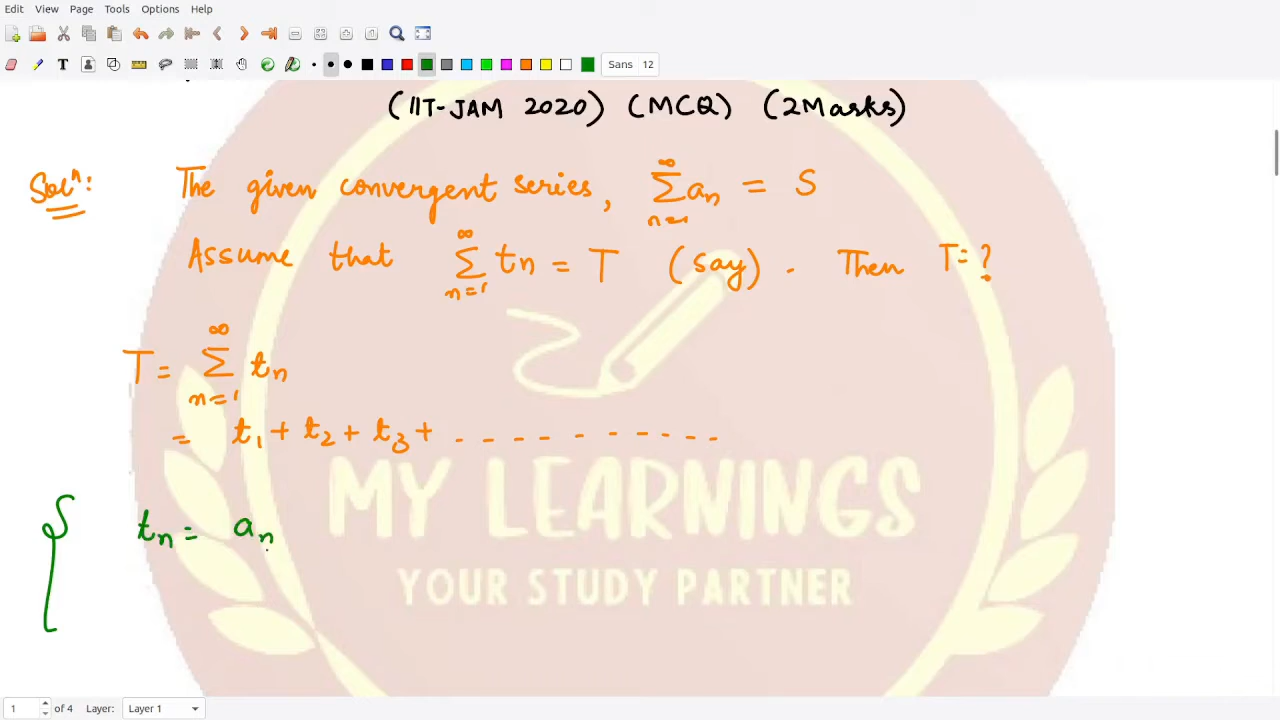 Edit View Page Tools Options Help
T Sans 12
(IIT-JAM 2020) (MCQ) (2Marks)
Solⁿ: The given convergent series, ∞ Σ n=1 aₙ = S
Assume that ∞ Σ n=1 tₙ = T (say). Then T=?
T = ∞ Σ n=1 tₙ
= t₁ + t₂ + t₃ + - - - - - - - - - -
tₙ = aₙ
MY LEARNINGS
YOUR STUDY PARTNER
1 of 4 Layer: Layer 1